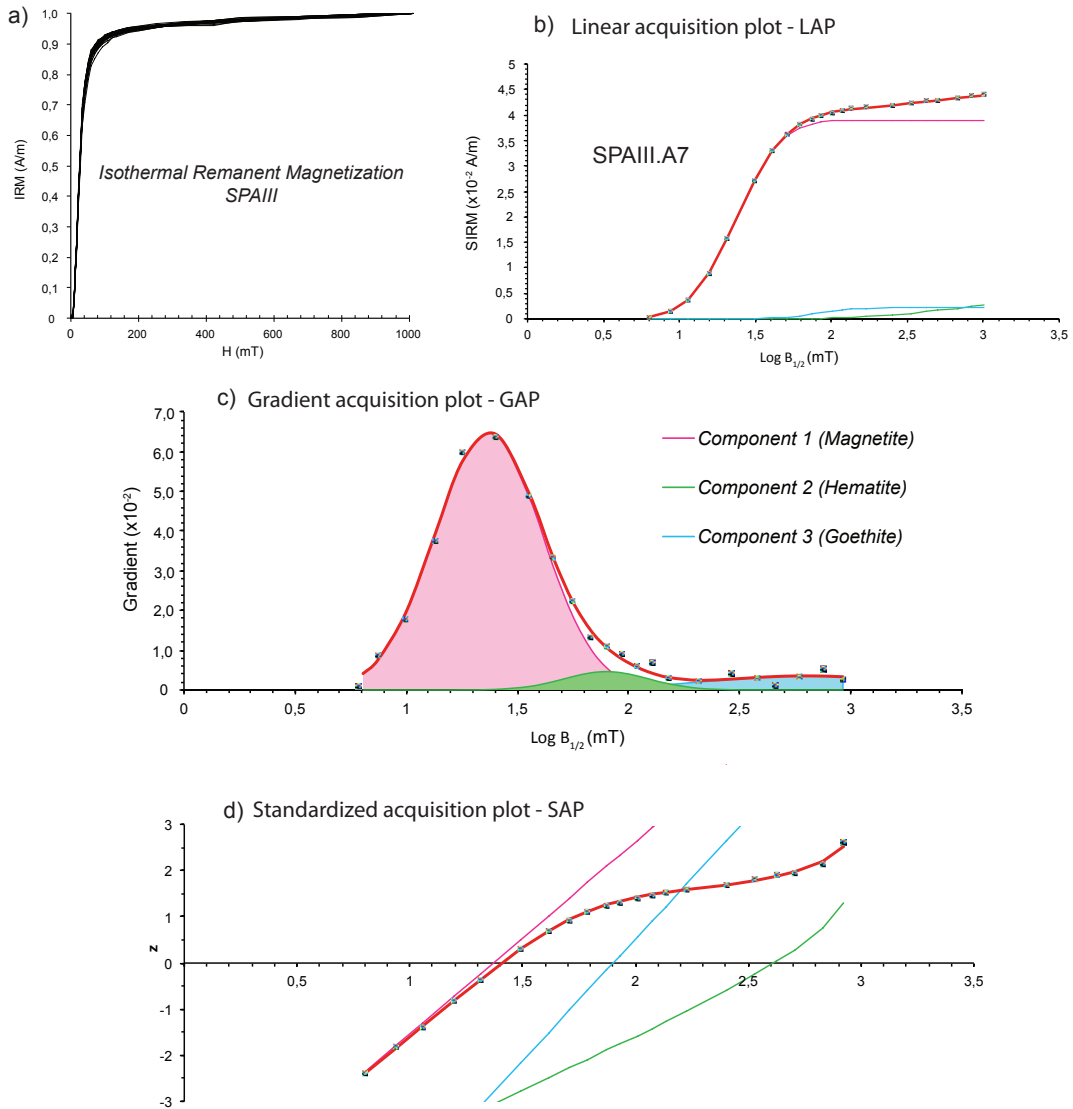 a)
1,0
0,9
0,8
0,7
0,6
0,5
0,4
0,3
0,2
0,1
0
IRM (A/m)
Isothermal Remanent Magnetization
SPAIII
0 200 400 600 800 1000
H (mT)
b) Linear acquisition plot - LAP
5
4,5
4
3,5
3
2,5
2
1,5
1
0,5
0
SIRM (x10-2 A/m)
SPAIII.A7
0,5 1 1,5 2 2,5 3 3,5
Log B1/2 (mT)
c) Gradient acquisition plot - GAP
7,0
6,0
5,0
4,0
3,0
2,0
1,0
0
Gradient (x10-2)
Component 1 (Magnetite)
Component 2 (Hematite)
Component 3 (Goethite)
0 0,5 1 1,5 2 2,5 3 3,5
Log B1/2 (mT)
d) Standardized acquisition plot - SAP
3
2
1
0
-1
-2
-3
z
0,5 1 1,5 2 2,5 3 3,5